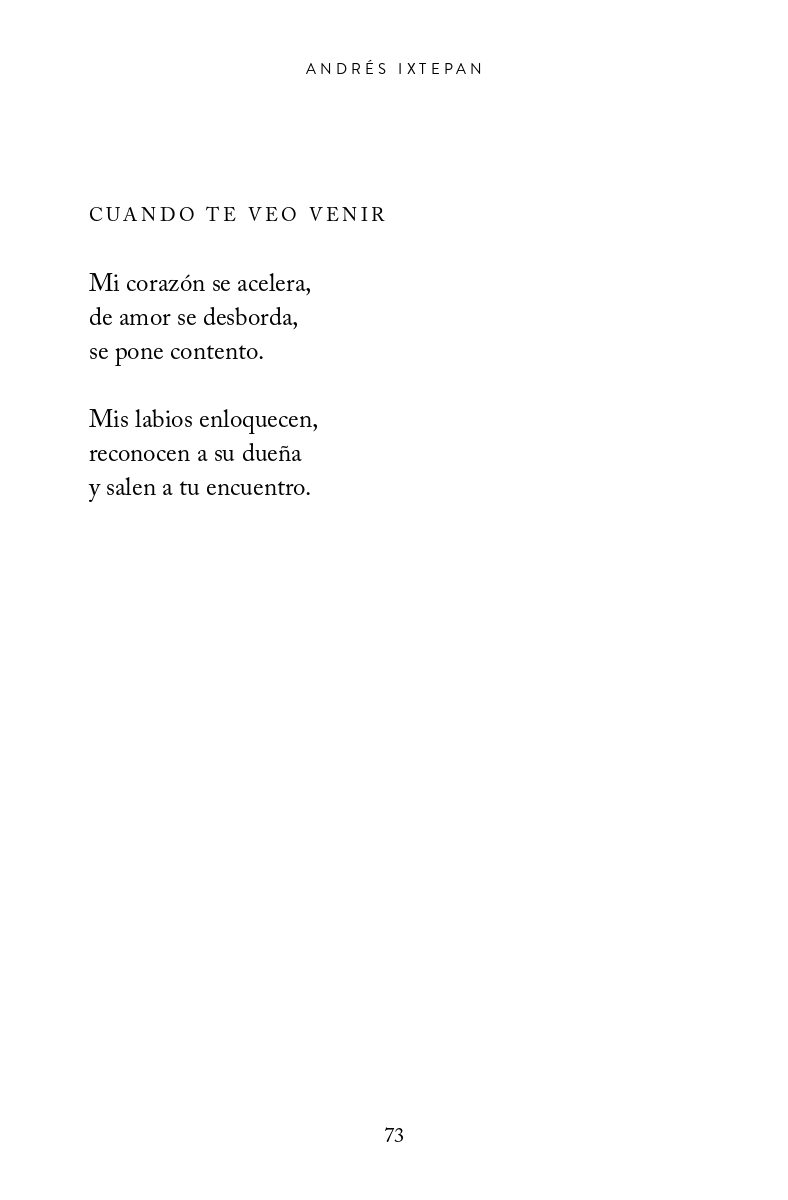 ANDRÉS IXTEPAN
CUANDO TE VEO VENIR
Mi corazón se acelera,
de amor se desborda,
se pone contento.
Mis labios enloquecen,
reconocen a su dueña
y salen a tu encuentro.
73